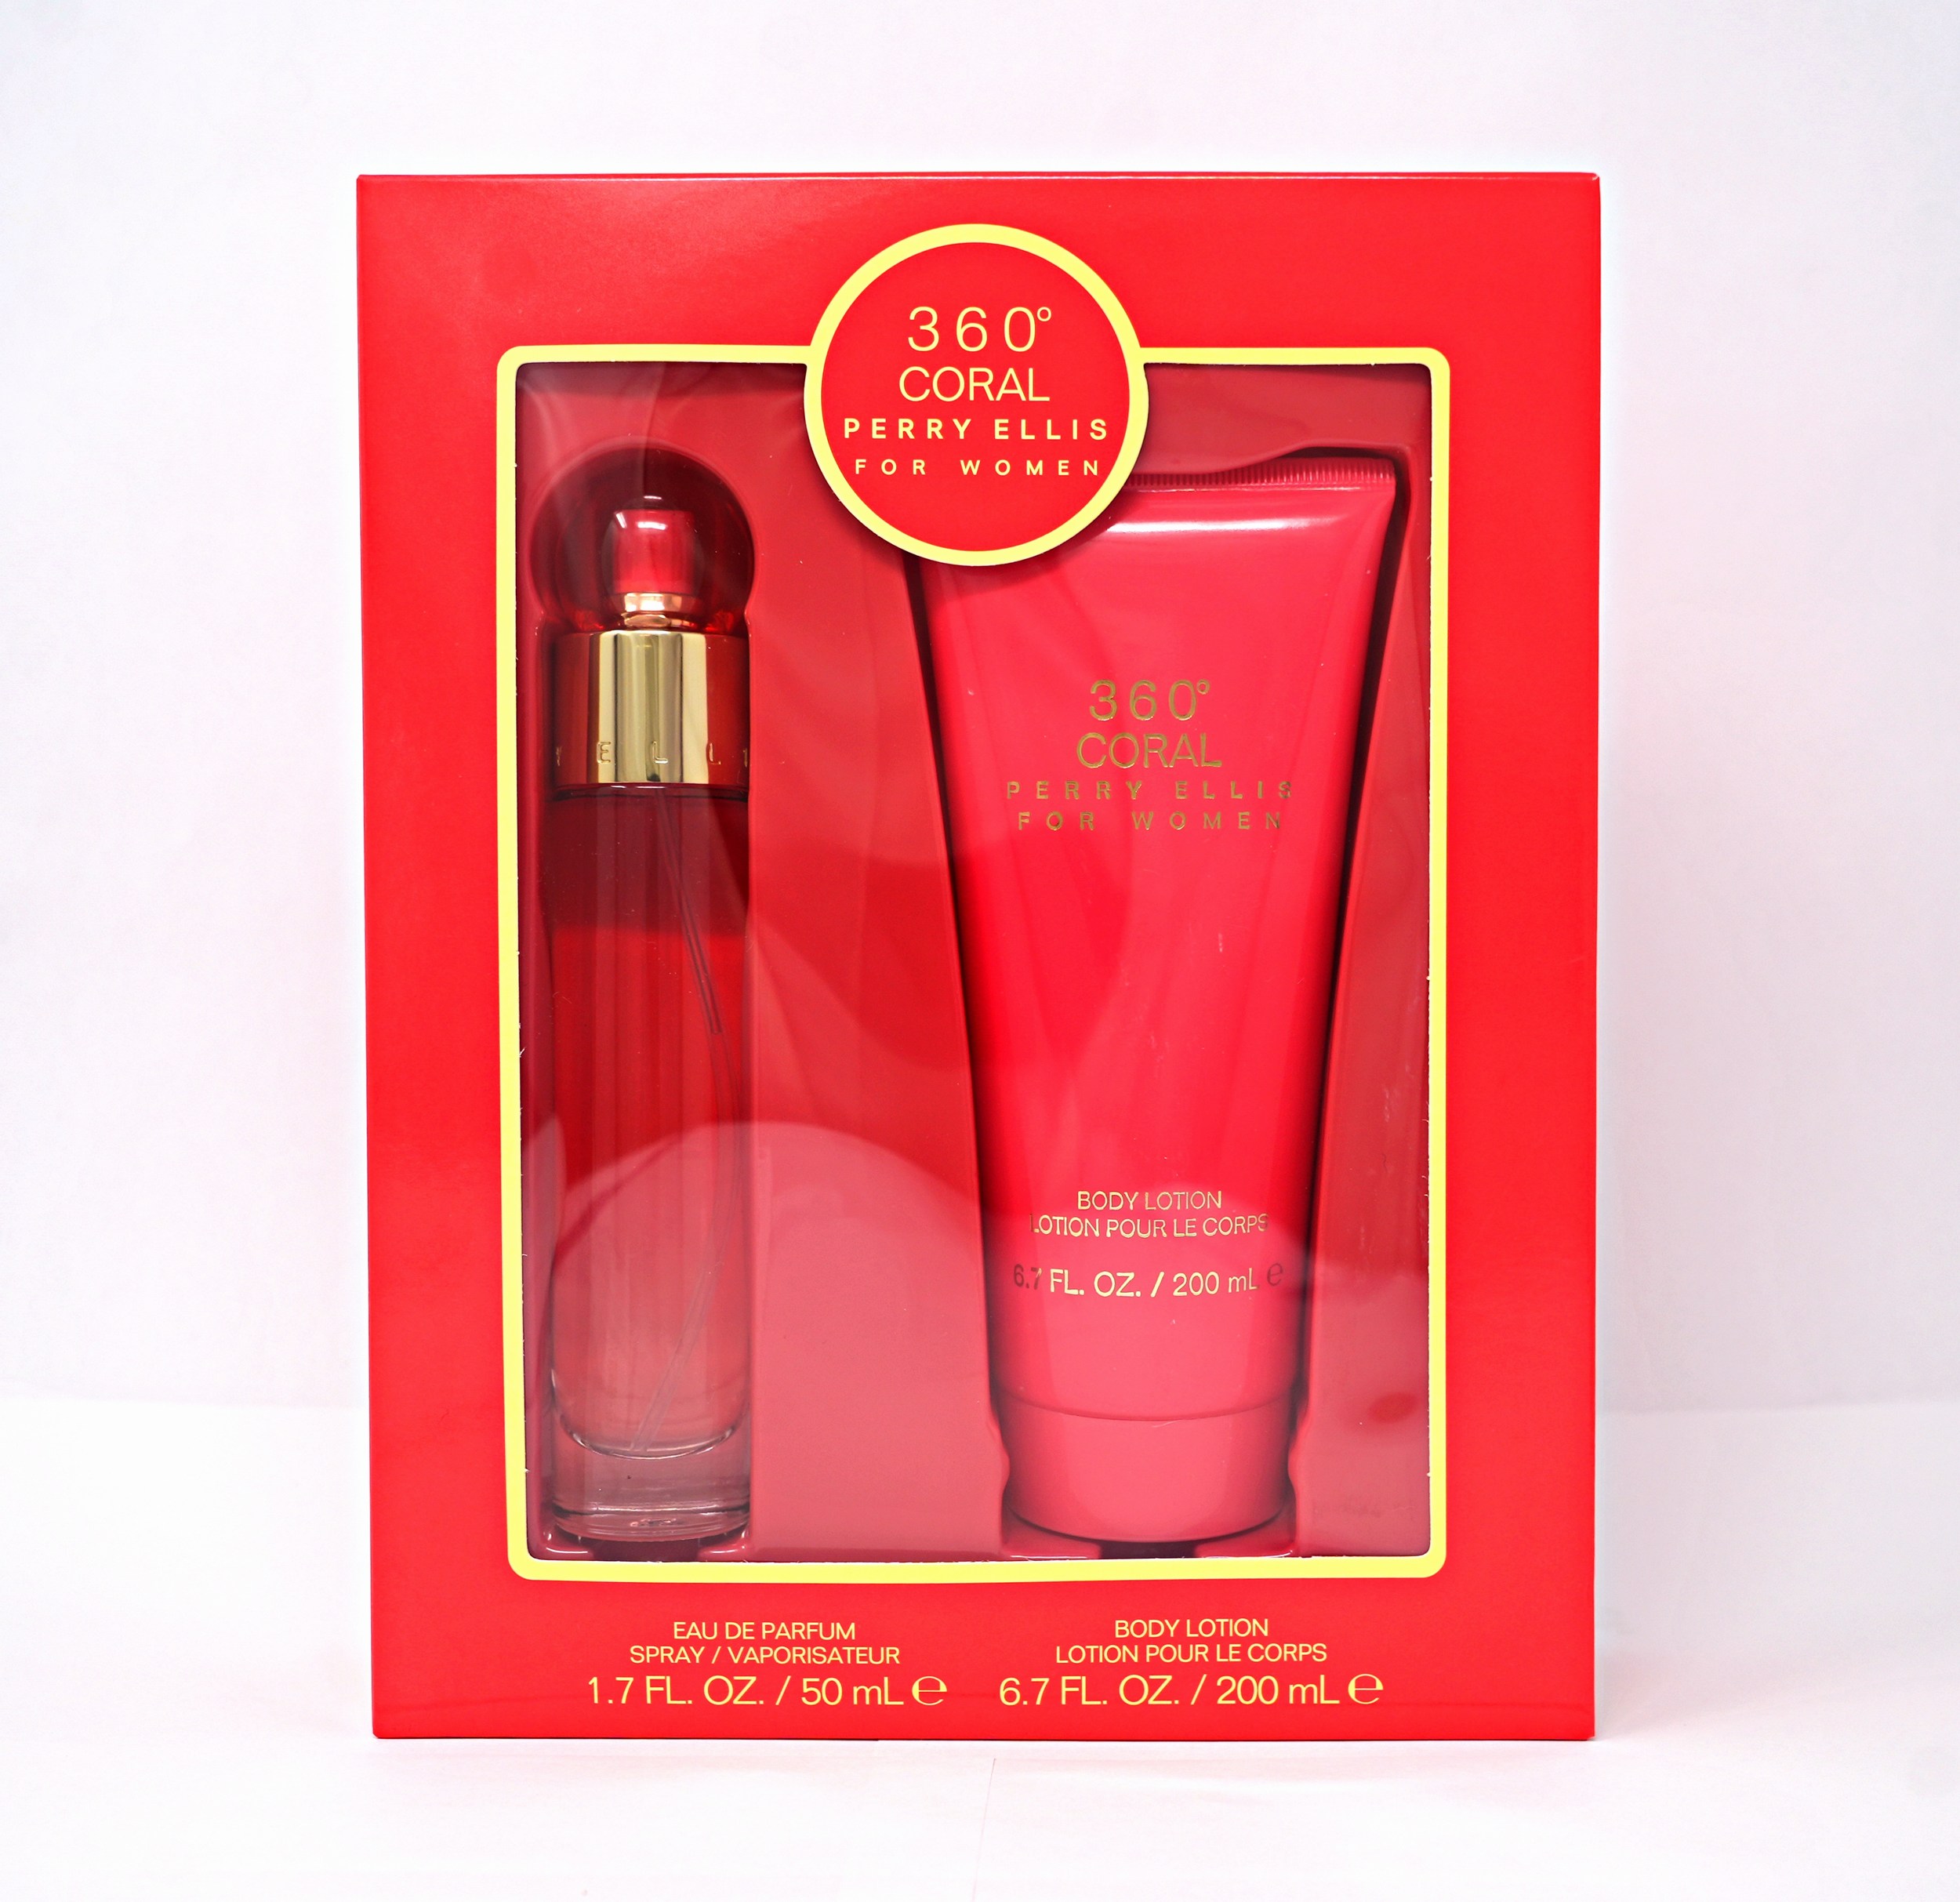 360°
CORAL
PERRY ELLIS
FOR WOMEN
E L L
360°
CORAL
PERRY ELLIS
FOR WOMEN
BODY LOTION
LOTION POUR LE CORPS
6.7 FL. OZ. / 200 mL ℮
EAU DE PARFUM
SPRAY / VAPORISATEUR
1.7 FL. OZ. / 50 mL ℮
BODY LOTION
LOTION POUR LE CORPS
6.7 FL. OZ. / 200 mL ℮